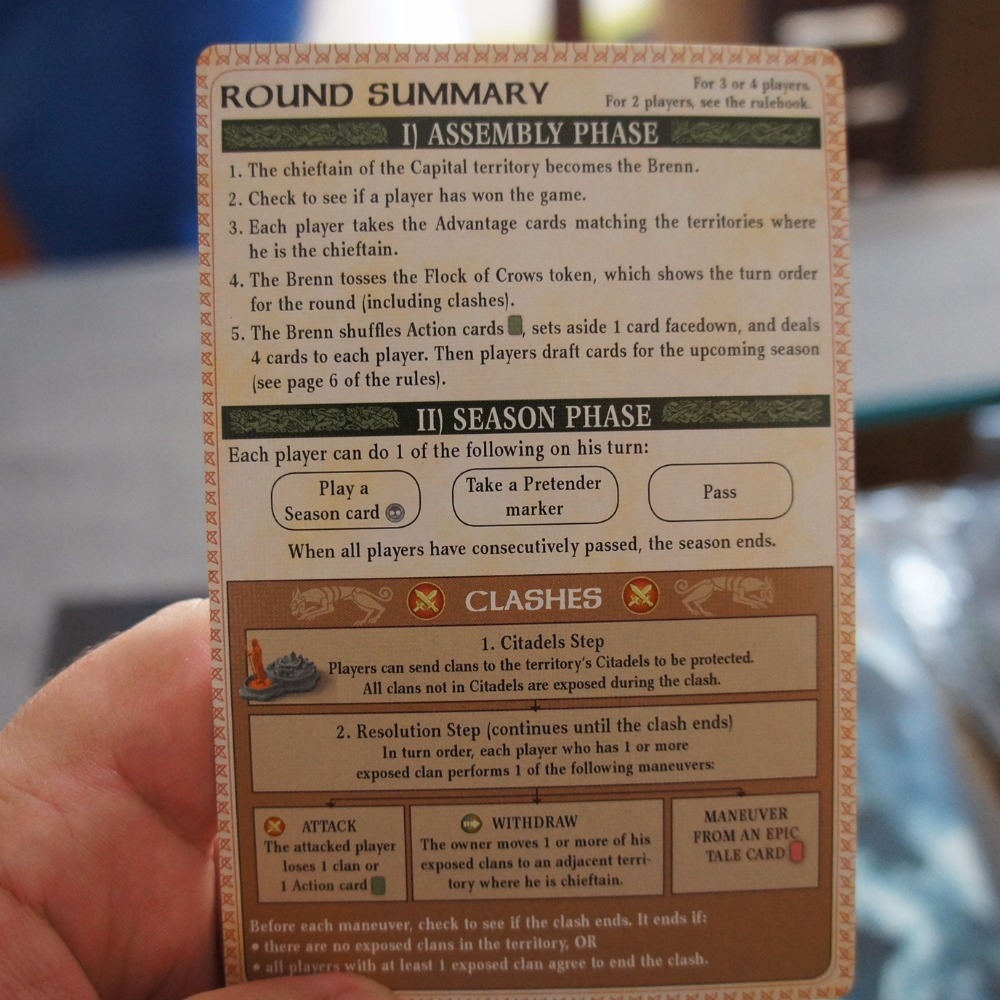 ROUND SUMMARY
For 3 or 4 players.
For 2 players, see the rulebook.
I) ASSEMBLY PHASE
1. The chieftain of the Capital territory becomes the Brenn.
2. Check to see if a player has won the game.
3. Each player takes the Advantage cards matching the territories where
he is the chieftain.
4. The Brenn tosses the Flock of Crows token, which shows the turn order
for the round (including clashes).
5. The Brenn shuffles Action cards , sets aside 1 card facedown, and deals
4 cards to each player. Then players draft cards for the upcoming season
(see page 6 of the rules).
II) SEASON PHASE
Each player can do 1 of the following on his turn:
Play a
Season card
Take a Pretender
marker
Pass
When all players have consecutively passed, the season ends.
CLASHES
1. Citadels Step
Players can send clans to the territory's Citadels to be protected.
All clans not in Citadels are exposed during the clash.
2. Resolution Step (continues until the clash ends)
In turn order, each player who has 1 or more
exposed clan performs 1 of the following maneuvers:
ATTACK
The attacked player
loses 1 clan or
1 Action card
WITHDRAW
The owner moves 1 or more of his
exposed clans to an adjacent terri-
tory where he is chieftain.
MANEUVER
FROM AN EPIC
TALE CARD
Before each maneuver, check to see if the clash ends. It ends if:
• there are no exposed clans in the territory, OR
• all players with at least 1 exposed clan agree to end the clash.